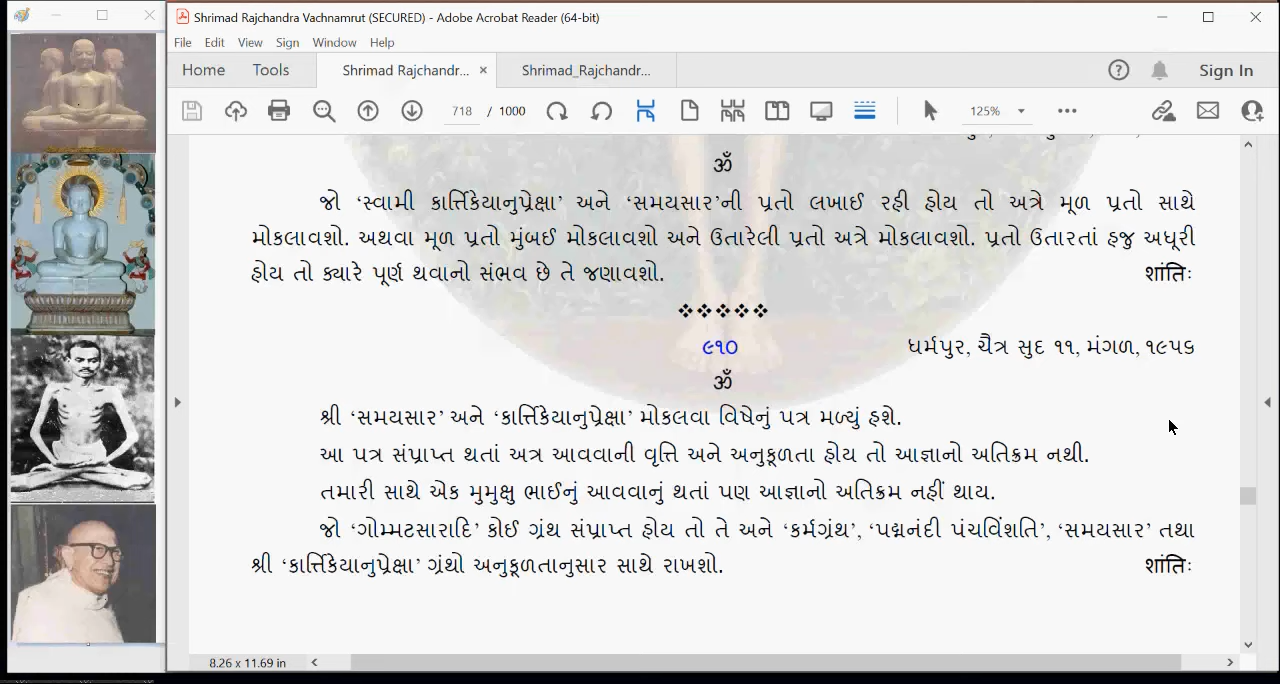 Shrimad Rajchandra Vachnamrut (SECURED) - Adobe Acrobat Reader (64-bit)
File Edit View Sign Window Help
Home Tools Shrimad Rajchandr... × Shrimad_Rajchandr... Sign In
718 / 1000 125%
ॐ
જો ‘સ્વામી કાર્ત્તિકેયાનુપ્રેક્ષા’ અને ‘સમયસાર’ની પ્રતો લખાઈ રહી હોય તો અત્રે મૂળ પ્રતો સાથે
મોકલાવશો. અથવા મૂળ પ્રતો મુંબઈ મોકલાવશો અને ઉતારેલી પ્રતો અત્રે મોકલાવશો. પ્રતો ઉતારતાં હજુ અધૂરી
હોય તો ક્યારે પૂર્ણ થવાનો સંભવ છે તે જણાવશો. શાંતિઃ
❖❖❖❖❖
૯૧૦ ધર્મપુર, ચૈત્ર સુદ ૧૧, મંગળ, ૧૯૫૬
ॐ
શ્રી ‘સમયસાર’ અને ‘કાર્ત્તિકેયાનુપ્રેક્ષા’ મોકલવા વિષેનું પત્ર મળ્યું હશે.
આ પત્ર સંપ્રાપ્ત થતાં અત્ર આવવાની વૃત્તિ અને અનુકૂળતા હોય તો આજ્ઞાનો અતિક્રમ નથી.
તમારી સાથે એક મુમુક્ષુ ભાઈનું આવવાનું થતાં પણ આજ્ઞાનો અતિક્રમ નહીં થાય.
જો ‘ગોમ્મટસારાદિ’ કોઈ ગ્રંથ સંપ્રાપ્ત હોય તો તે અને ‘કર્મગ્રંથ’, ‘પદ્મનંદી પંચવિંશતિ’, ‘સમયસાર’ તથા
શ્રી ‘કાર્ત્તિકેયાનુપ્રેક્ષા’ ગ્રંથો અનુકૂળતાનુસાર સાથે રાખશો. શાંતિઃ
8.26 x 11.69 in